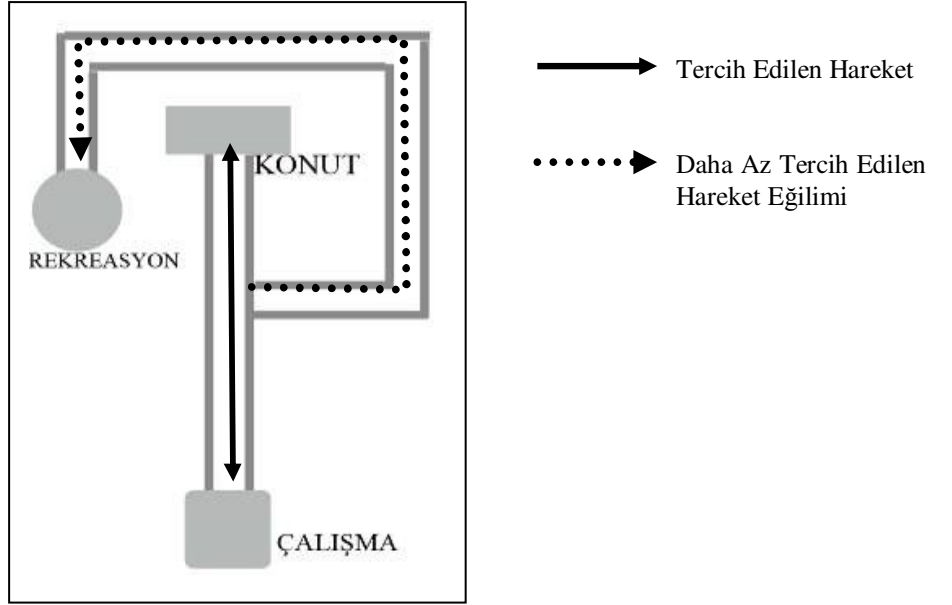 KONUT
REKREASYON
ÇALIŞMA
Tercih Edilen Hareket
Daha Az Tercih Edilen
Hareket Eğilimi